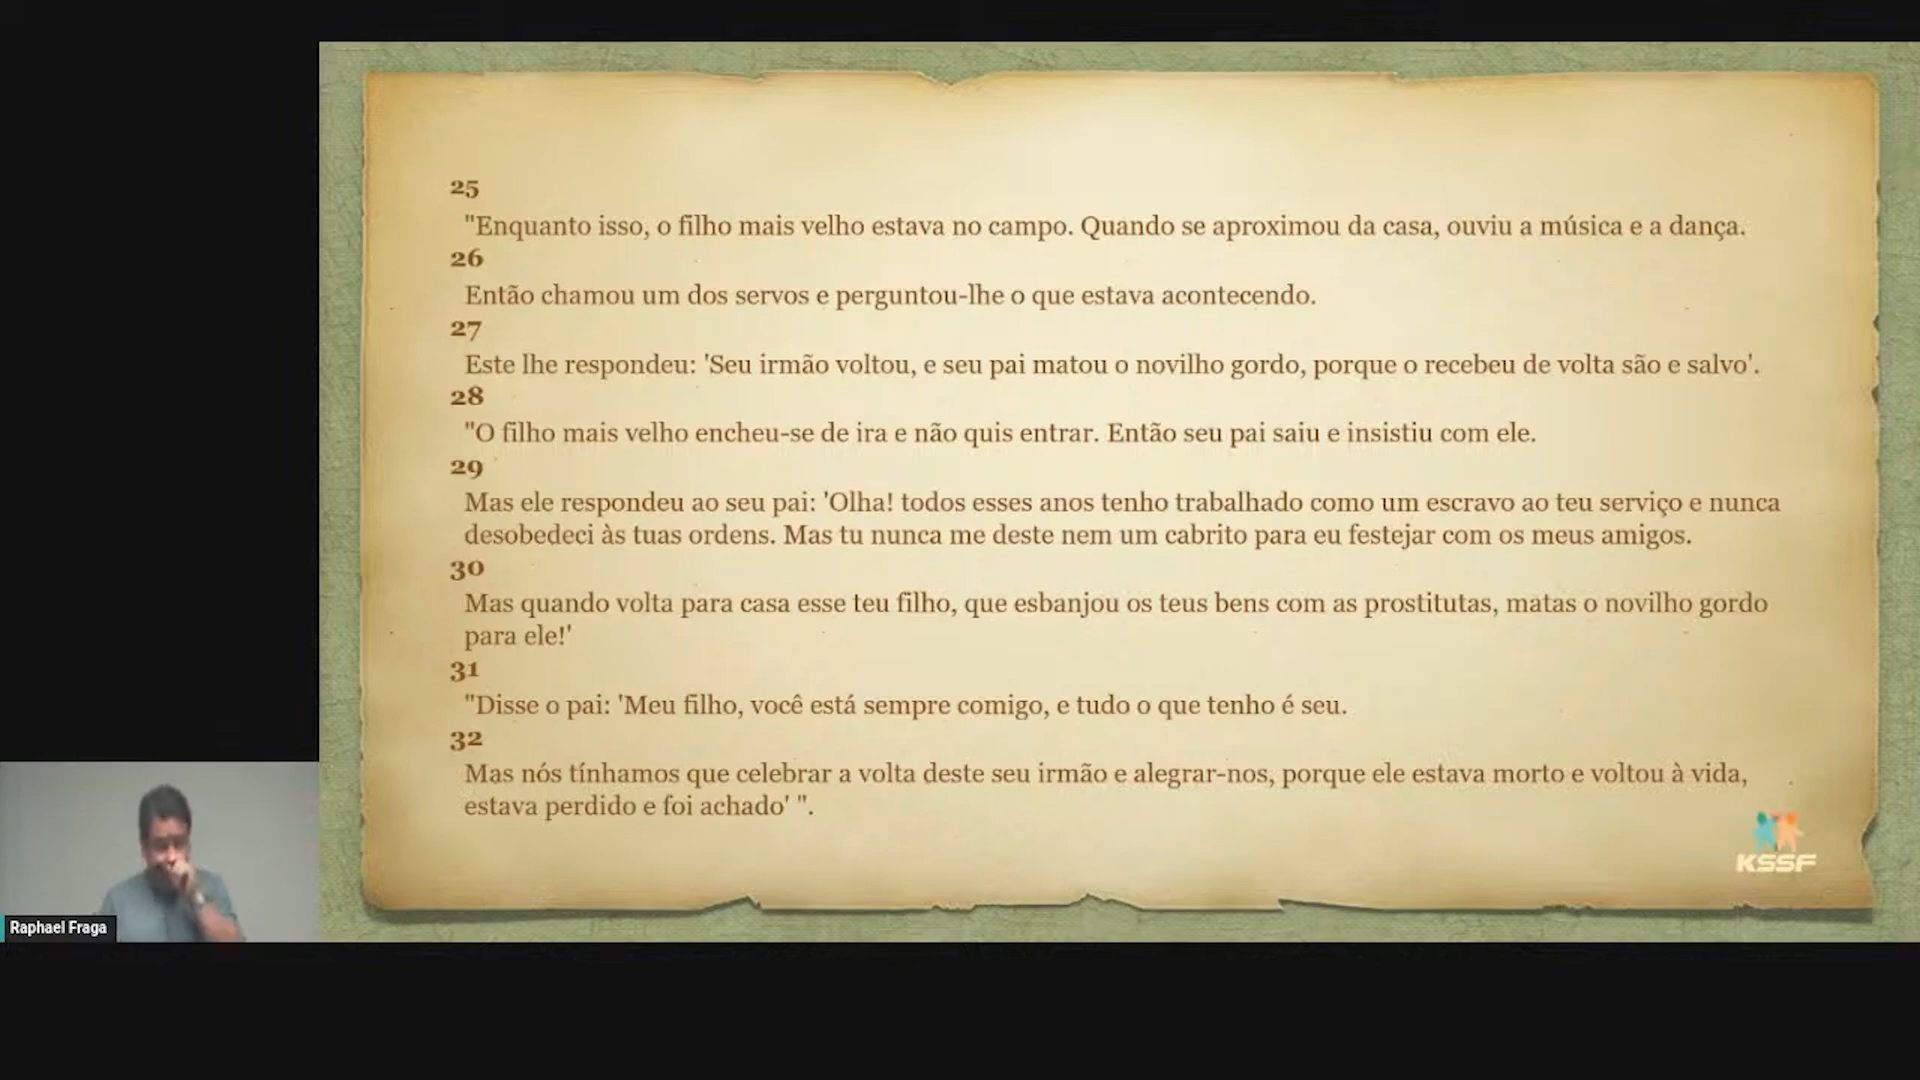 25
"Enquanto isso, o filho mais velho estava no campo. Quando se aproximou da casa, ouviu a música e a dança.
26
Então chamou um dos servos e perguntou-lhe o que estava acontecendo.
27
Este lhe respondeu: 'Seu irmão voltou, e seu pai matou o novilho gordo, porque o recebeu de volta são e salvo'.
28
"O filho mais velho encheu-se de ira e não quis entrar. Então seu pai saiu e insistiu com ele.
29
Mas ele respondeu ao seu pai: 'Olha! todos esses anos tenho trabalhado como um escravo ao teu serviço e nunca
desobedeci às tuas ordens. Mas tu nunca me deste nem um cabrito para eu festejar com os meus amigos.
30
Mas quando volta para casa esse teu filho, que esbanjou os teus bens com as prostitutas, matas o novilho gordo
para ele!'
31
"Disse o pai: 'Meu filho, você está sempre comigo, e tudo o que tenho é seu.
32
Mas nós tínhamos que celebrar a volta deste seu irmão e alegrar-nos, porque ele estava morto e voltou à vida,
estava perdido e foi achado' ".
KSSF
Raphael Fraga